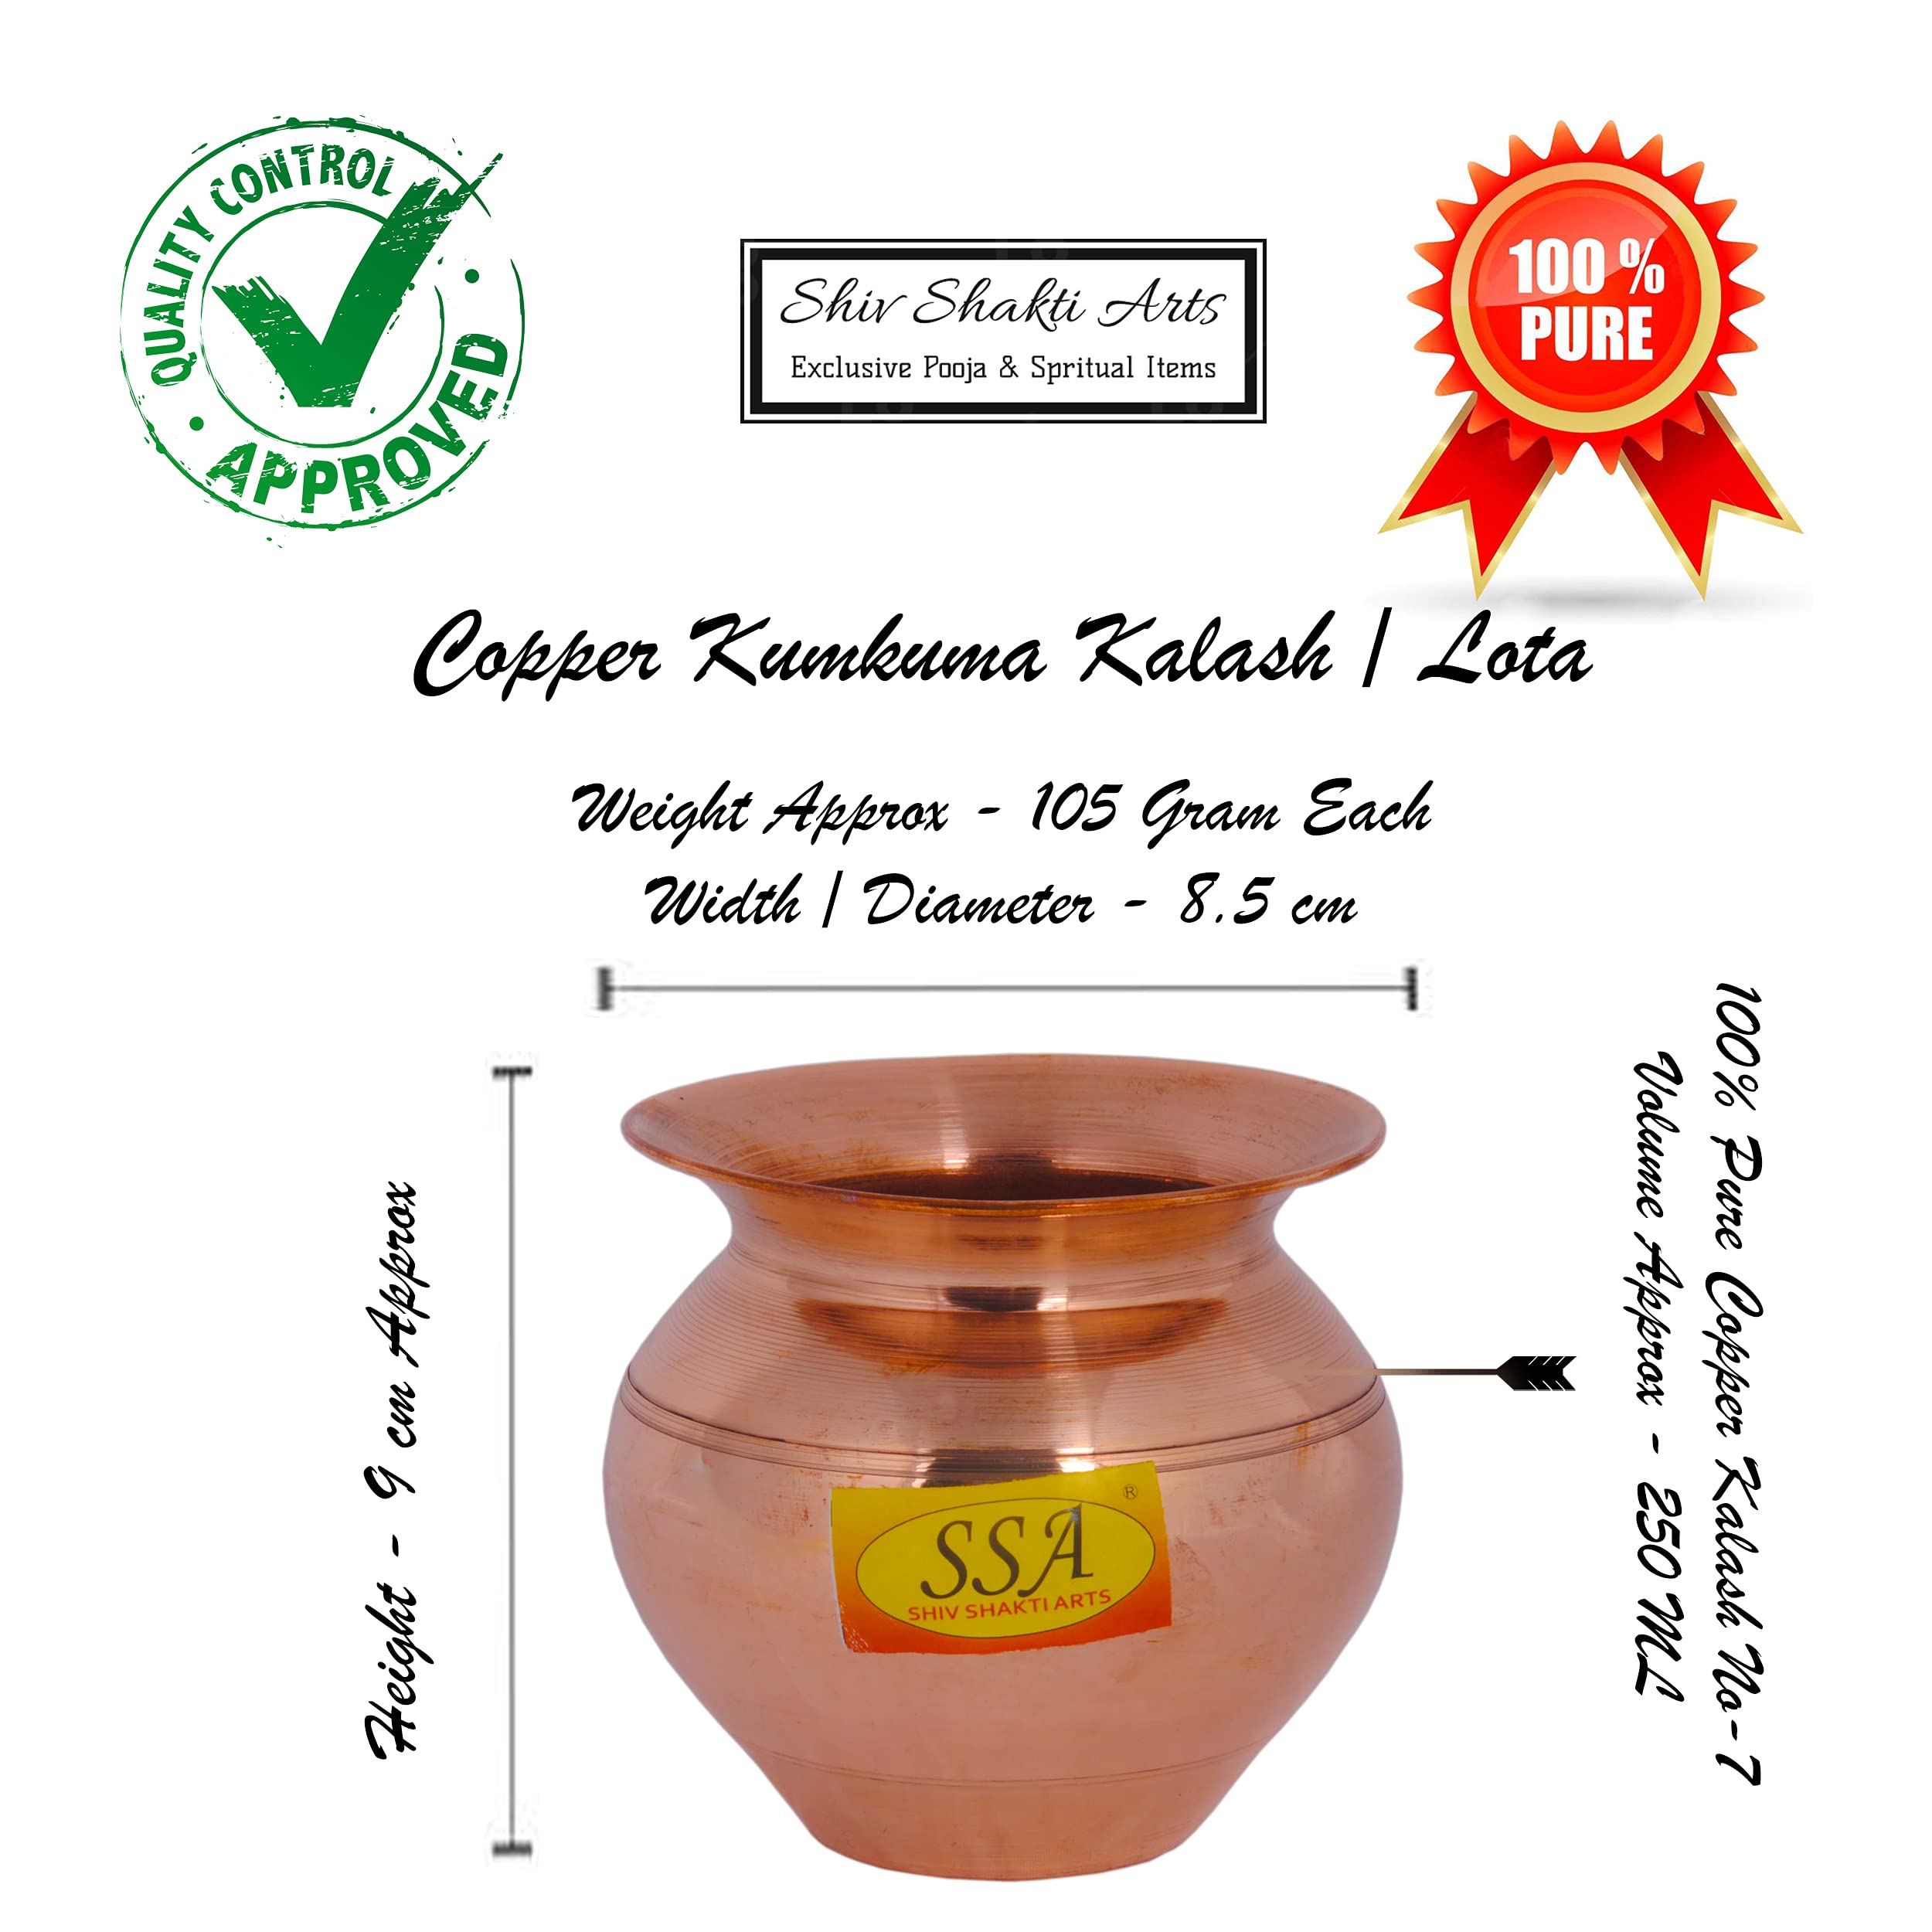 QUALITY CONTROL
APPROVED
Shiv Shakti Arts
Exclusive Pooja & Spritual Items
100 %
PURE
Copper Kumkuma Kalash / Lota
Weight Approx - 105 Gram Each
Width / Diameter - 8.5 cm
Height - 9 cm Approx
100% Pure Copper Kalash No-7
Volume Approx - 250 ML
®
SSA
SHIV SHAKTI ARTS